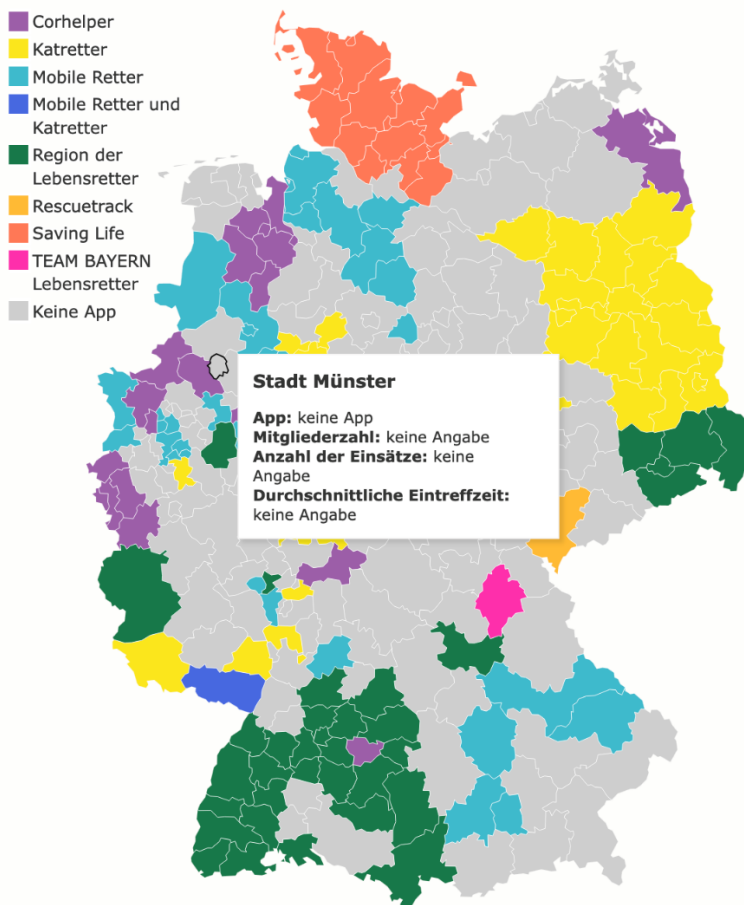 Corhelper
Katretter
Mobile Retter
Mobile Retter und
Katretter
Region der
Lebensretter
Rescuetrack
Saving Life
TEAM BAYERN
Lebensretter
Keine App
Stadt Münster
App: keine App
Mitgliederzahl: keine Angabe
Anzahl der Einsätze: keine
Angabe
Durchschnittliche Eintreffzeit:
keine Angabe